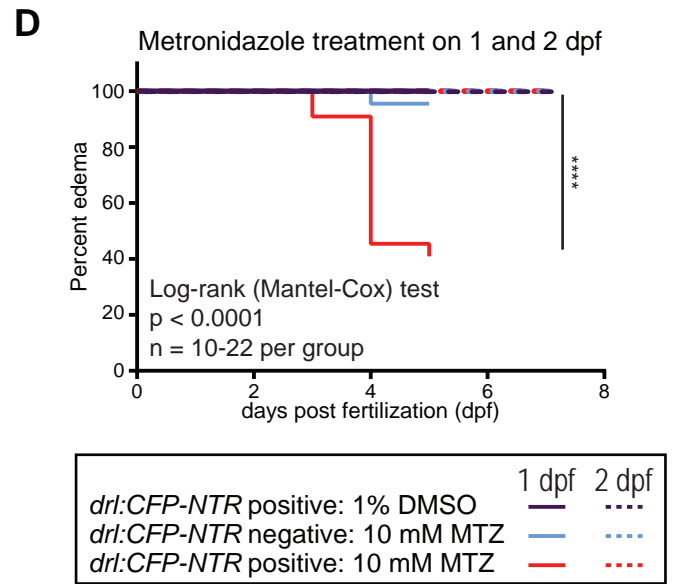 D
Metronidazole treatment on 1 and 2 dpf
Percent edema
100
80
60
40
20
0
Log-rank (Mantel-Cox) test
p < 0.0001
n = 10-22 per group
****
0 2 4 6 8
days post fertilization (dpf)
1 dpf 2 dpf
drl:CFP-NTR positive: 1% DMSO
drl:CFP-NTR negative: 10 mM MTZ
drl:CFP-NTR positive: 10 mM MTZ